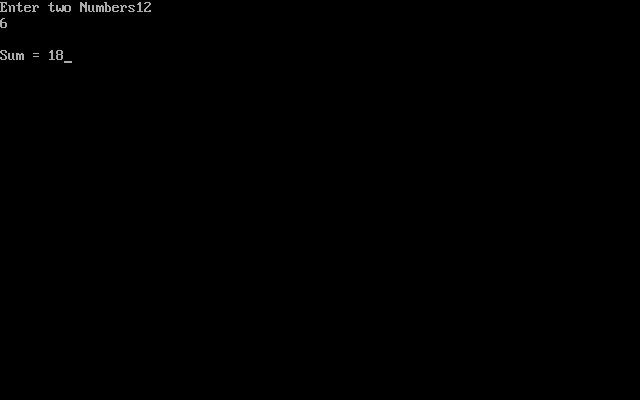 Enter two Numbers12
6
Sum = 18_